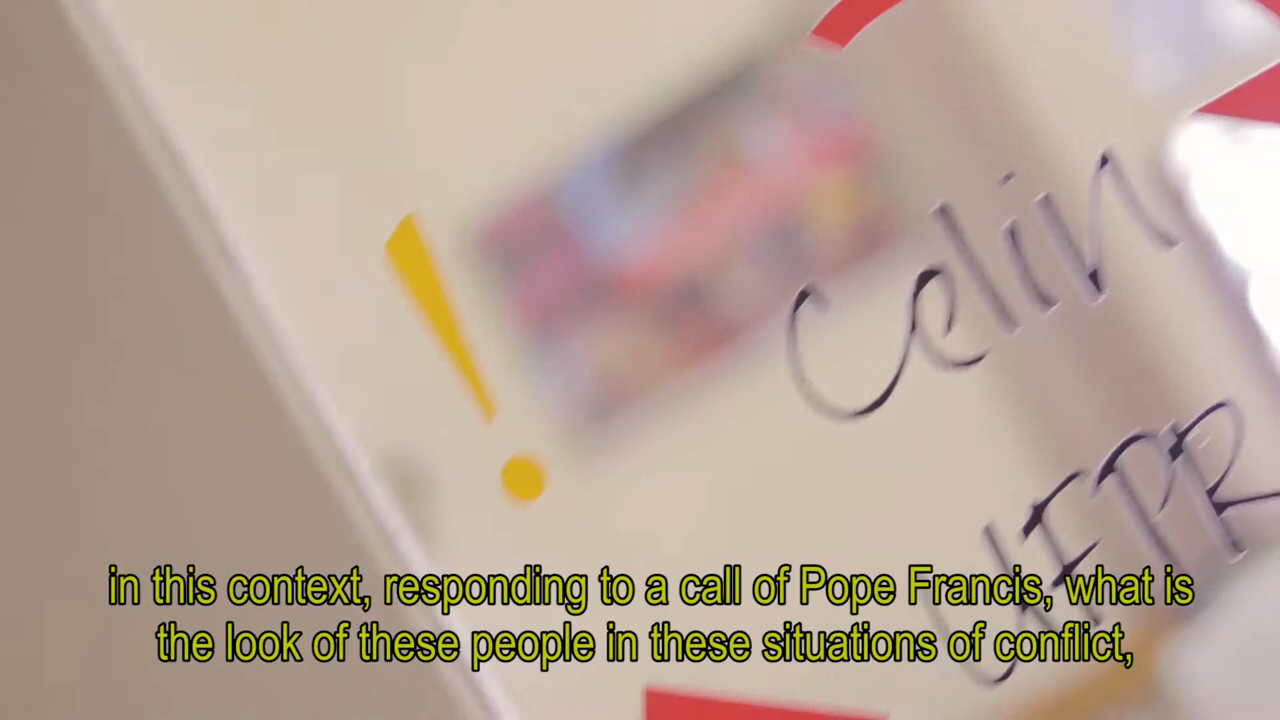 !
Celin
UFPR
in this context, responding to a call of Pope Francis, what is
the look of these people in these situations of conflict,